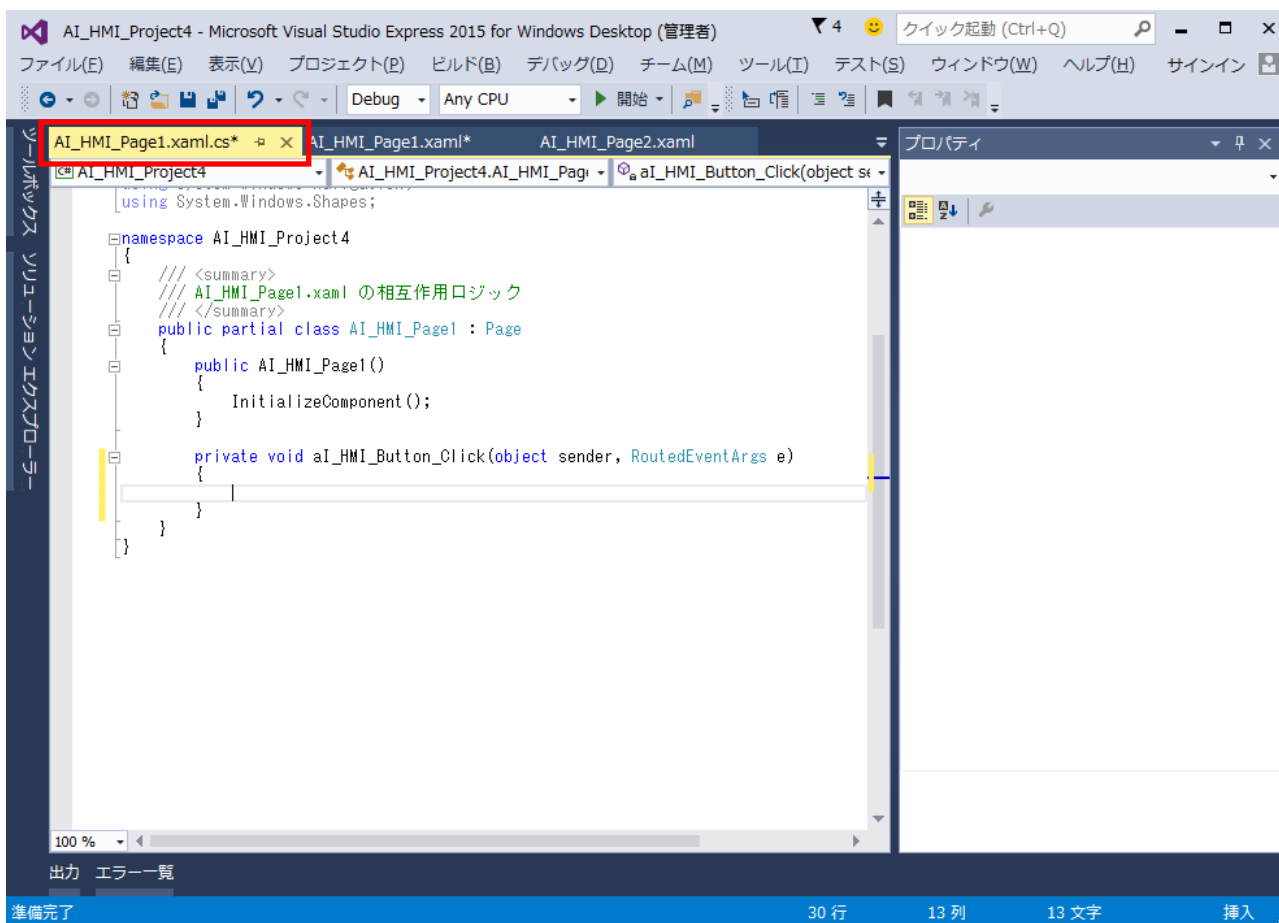 AI_HMI_Project4 - Microsoft Visual Studio Express 2015 for Windows Desktop (管理者)
4
クイック起動 (Ctrl+Q)
ファイル(F) 編集(E) 表示(V) プロジェクト(P) ビルド(B) デバッグ(D) チーム(M) ツール(T) テスト(S) ウィンドウ(W) ヘルプ(H) サインイン
Debug Any CPU 開始
ツールボックス
ソリューション エクスプローラー
AI_HMI_Page1.xaml.cs* AI_HMI_Page1.xaml* AI_HMI_Page2.xaml
プロパティ
AI_HMI_Project4 AI_HMI_Project4.AI_HMI_Pag aI_HMI_Button_Click(object se
using System.Windows.Navigation;
using System.Windows.Shapes;
namespace AI_HMI_Project4
{
/// <summary>
/// AI_HMI_Page1.xaml の相互作用ロジック
/// </summary>
public partial class AI_HMI_Page1 : Page
{
public AI_HMI_Page1()
{
InitializeComponent();
}
private void aI_HMI_Button_Click(object sender, RoutedEventArgs e)
{
}
}
}
100 %
出力 エラー一覧
準備完了 30 行 13 列 13 文字 挿入